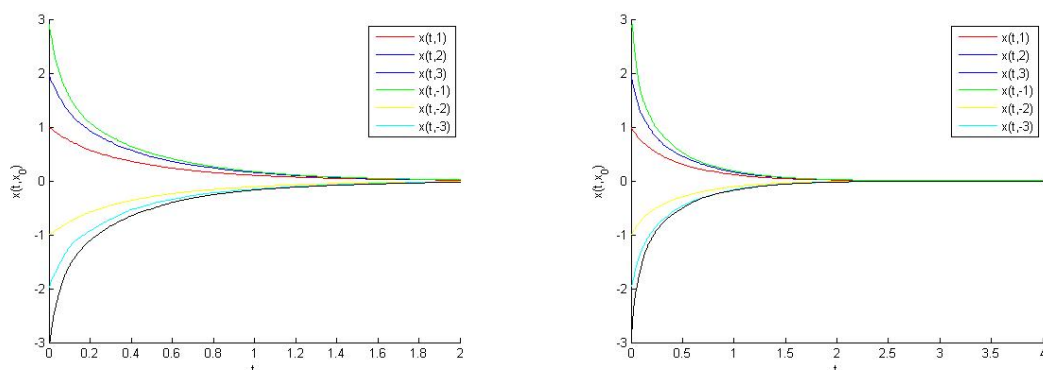 3
2
1
0
-1
-2
-3
x(t,x0)
0 0.2 0.4 0.6 0.8 1 1.2 1.4 1.6 1.8 2
t
x(t,1)
x(t,2)
x(t,3)
x(t,-1)
x(t,-2)
x(t,-3)
3
2
1
0
-1
-2
-3
x(t,x0)
0 0.5 1 1.5 2 2.5 3 3.5 4
t
x(t,1)
x(t,2)
x(t,3)
x(t,-1)
x(t,-2)
x(t,-3)